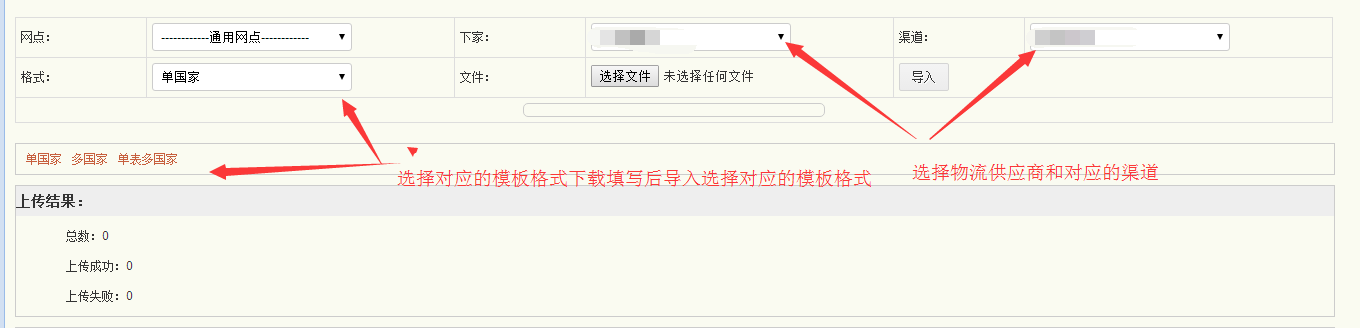 网点: ------------通用网点------------ 下家: 渠道:
格式: 单国家 文件: 选择文件 未选择任何文件 导入
单国家 多国家 单表多国家
选择对应的模板格式下载填写后导入选择对应的模板格式
选择物流供应商和对应的渠道
上传结果:
总数: 0
上传成功: 0
上传失败: 0